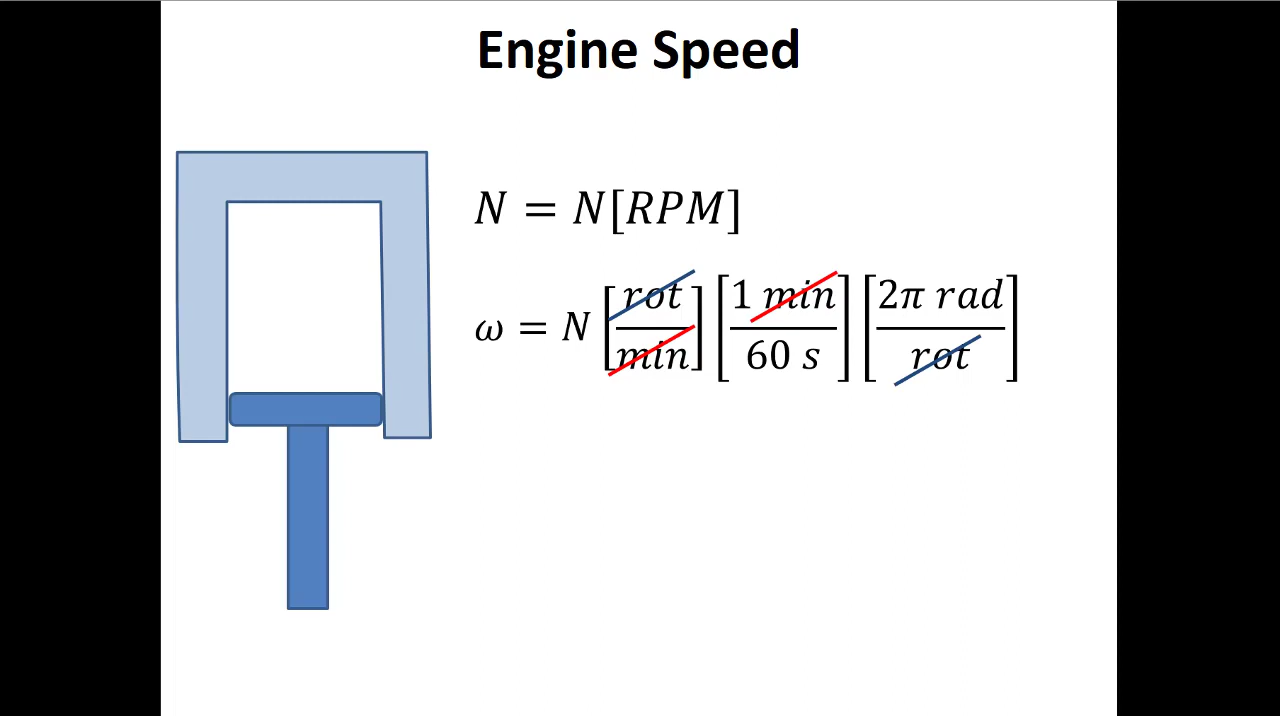 Engine Speed
N = N[RPM]
ω = N [rot/min] [1 min/60 s] [2π rad/rot]